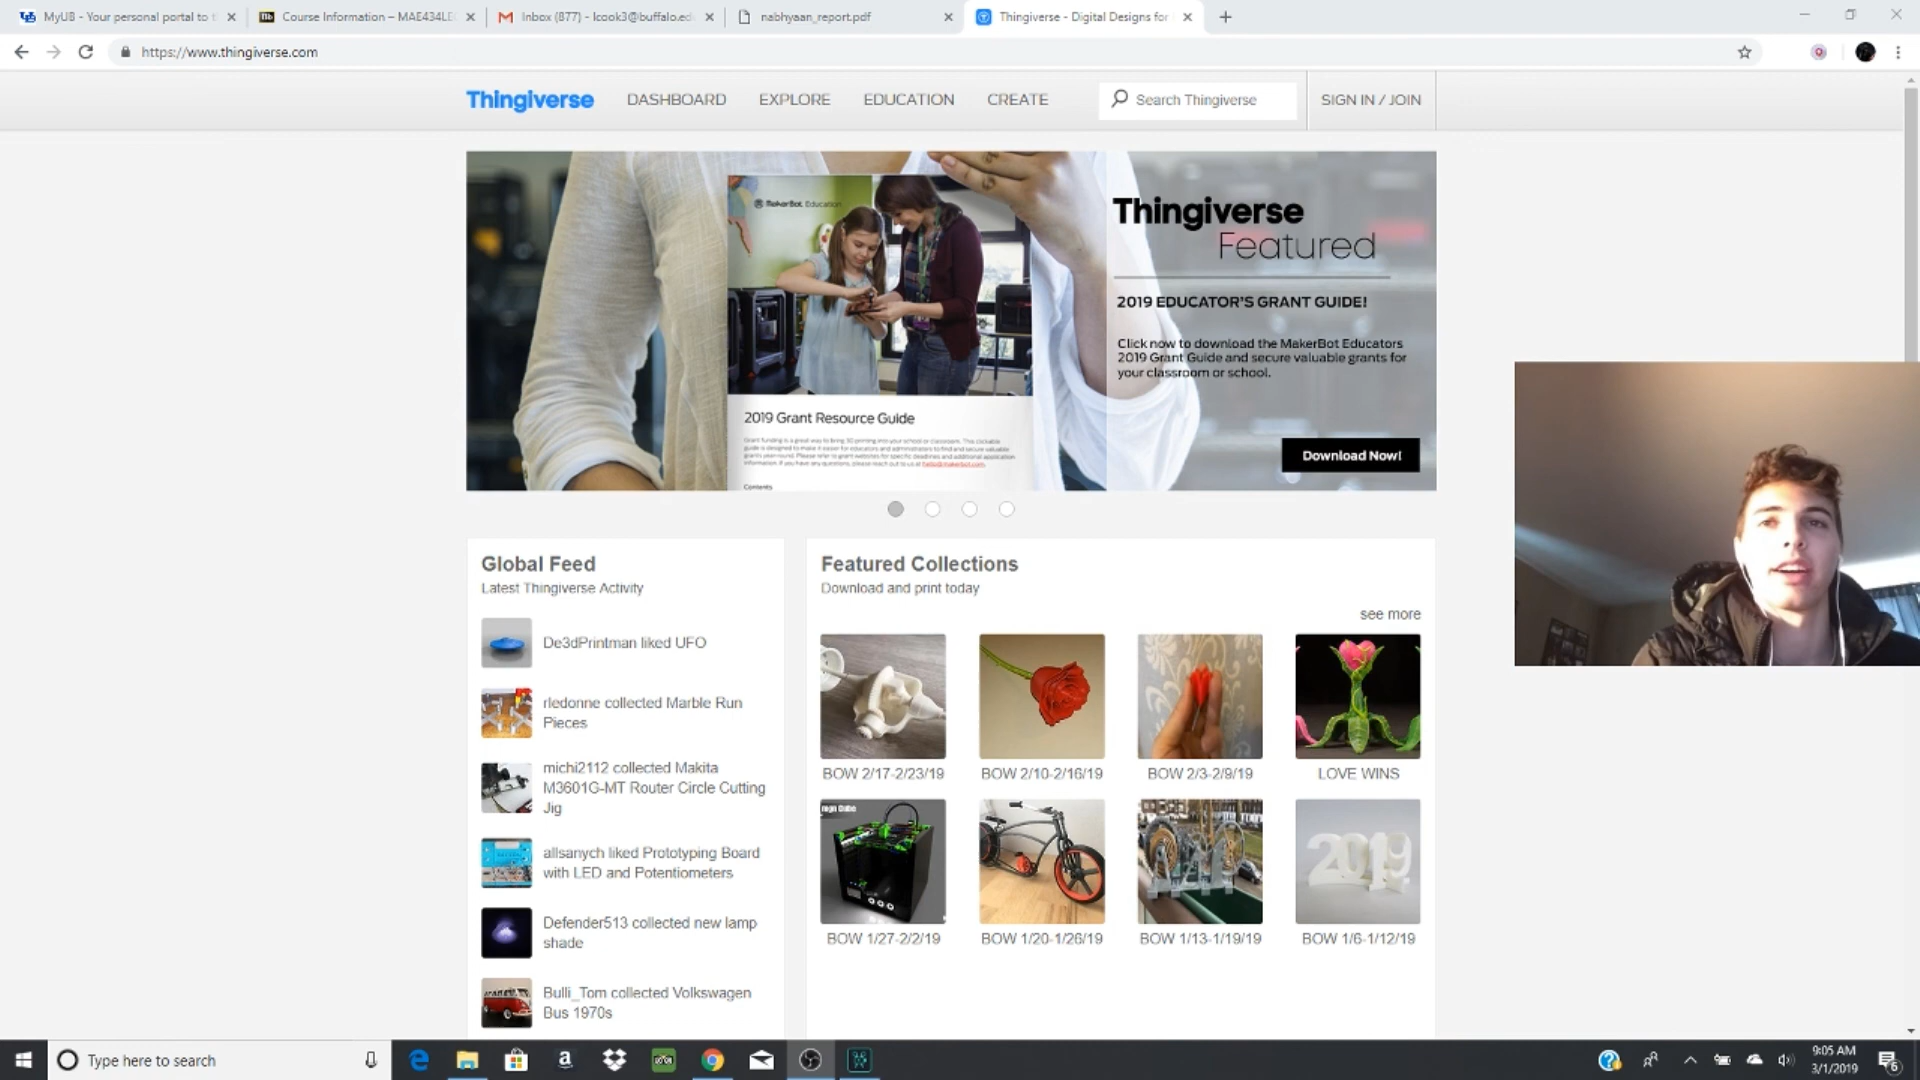 MyUB - Your personal portal to t
Course Information – MAE434LEC
Inbox (877) - lcook3@buffalo.ed
nabhyaan_report.pdf
Thingiverse - Digital Designs for
https://www.thingiverse.com
Thingiverse
DASHBOARD
EXPLORE
EDUCATION
CREATE
Search Thingiverse
SIGN IN / JOIN
MakerBot Education
2019 Grant Resource Guide
Contents
Thingiverse
Featured
2019 EDUCATOR'S GRANT GUIDE!
Click now to download the MakerBot Educators
2019 Grant Guide and secure valuable grants for
your classroom or school.
Download Now!
Global Feed
Latest Thingiverse Activity
De3dPrintman liked UFO
rledonne collected Marble Run
Pieces
michi2112 collected Makita
M3601G-MT Router Circle Cutting
Jig
allsanych liked Prototyping Board
with LED and Potentiometers
Defender513 collected new lamp
shade
Bulli_Tom collected Volkswagen
Bus 1970s
Featured Collections
Download and print today
see more
BOW 2/17-2/23/19
BOW 2/10-2/16/19
BOW 2/3-2/9/19
LOVE WINS
2019
BOW 1/27-2/2/19
BOW 1/20-1/26/19
BOW 1/13-1/19/19
BOW 1/6-1/12/19
Type here to search
9:05 AM
3/1/2019
6